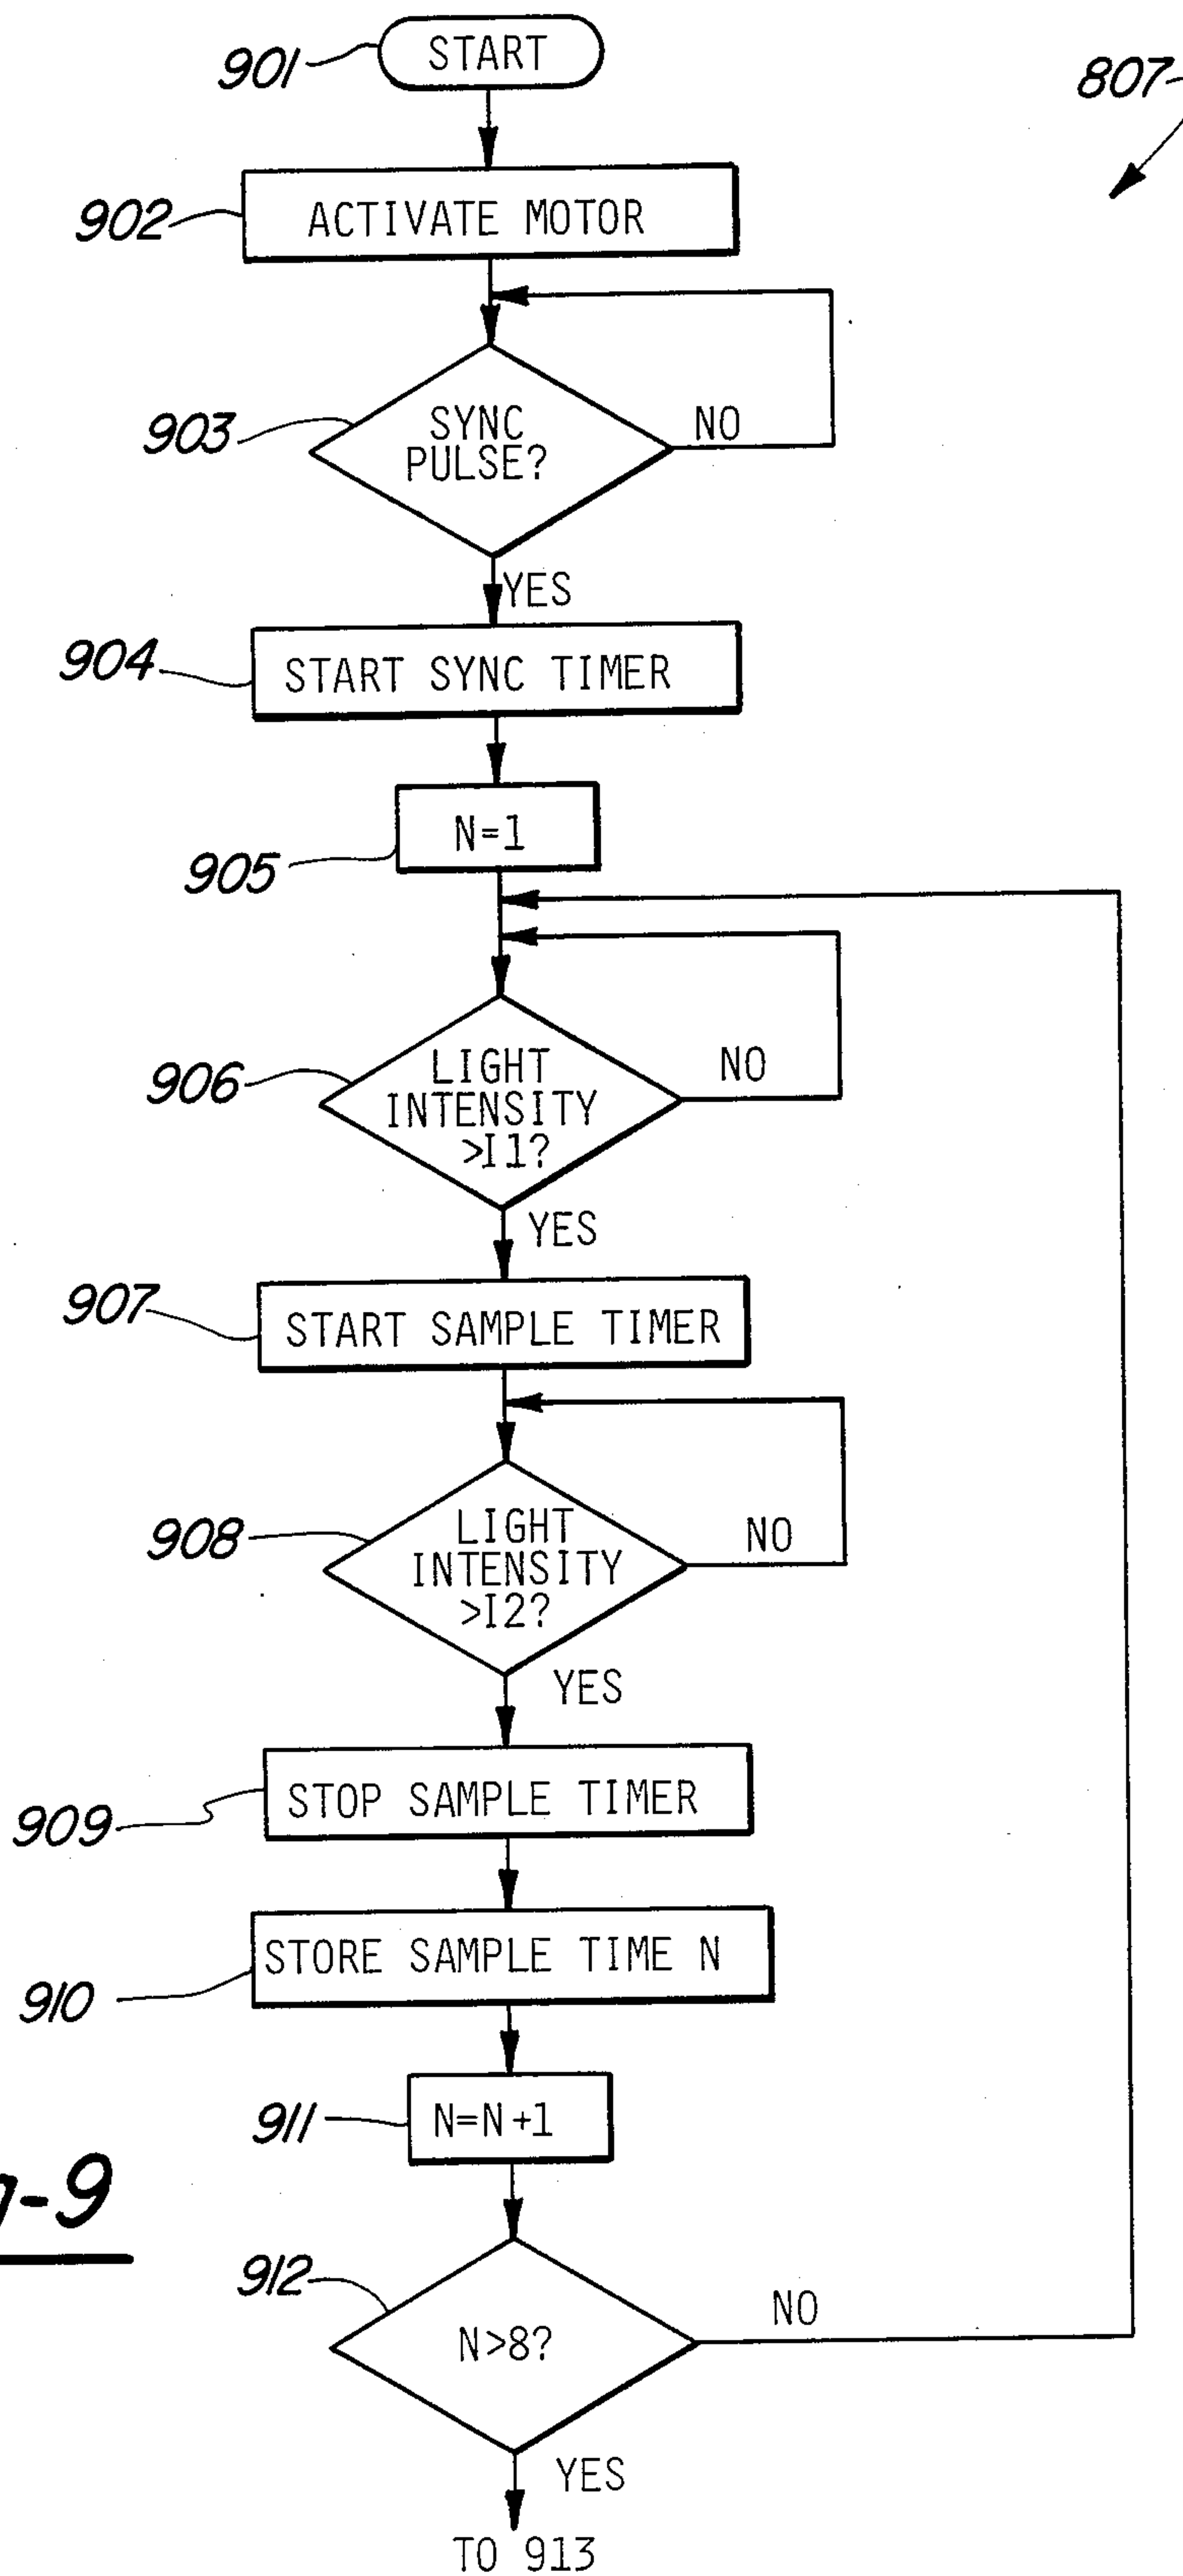 901
START
807
902
ACTIVATE MOTOR
903
SYNC
PULSE?
NO
YES
904
START SYNC TIMER
905
N=1
906
LIGHT
INTENSITY
>I1?
NO
YES
907
START SAMPLE TIMER
908
LIGHT
INTENSITY
>I2?
NO
YES
909
STOP SAMPLE TIMER
910
STORE SAMPLE TIME N
911
N=N+1
-9
912
N>8?
NO
YES
TO 913